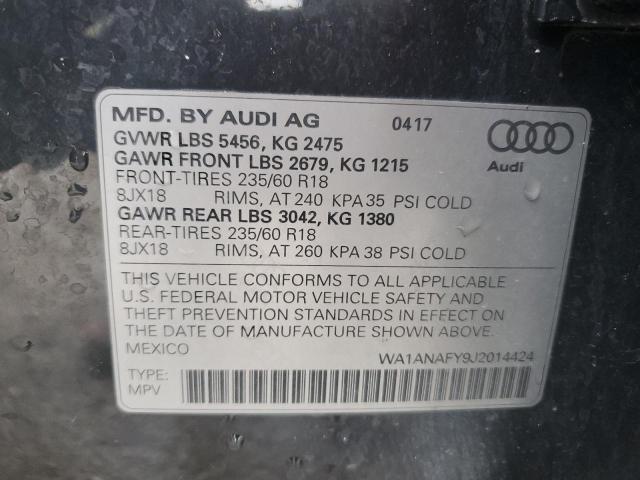 MFD. BY AUDI AG 0417
GVWR LBS 5456, KG 2475
GAWR FRONT LBS 2679, KG 1215
Audi
FRONT-TIRES 235/60 R18
8JX18 RIMS, AT 240 KPA 35 PSI COLD
GAWR REAR LBS 3042, KG 1380
REAR-TIRES 235/60 R18
8JX18 RIMS, AT 260 KPA 38 PSI COLD
THIS VEHICLE CONFORMS TO ALL APPLICABLE
U.S. FEDERAL MOTOR VEHICLE SAFETY AND
THEFT PREVENTION STANDARDS IN EFFECT ON
THE DATE OF MANUFACTURE SHOWN ABOVE.
MEXICO WA1ANAFY9J2014424
TYPE:
MPV